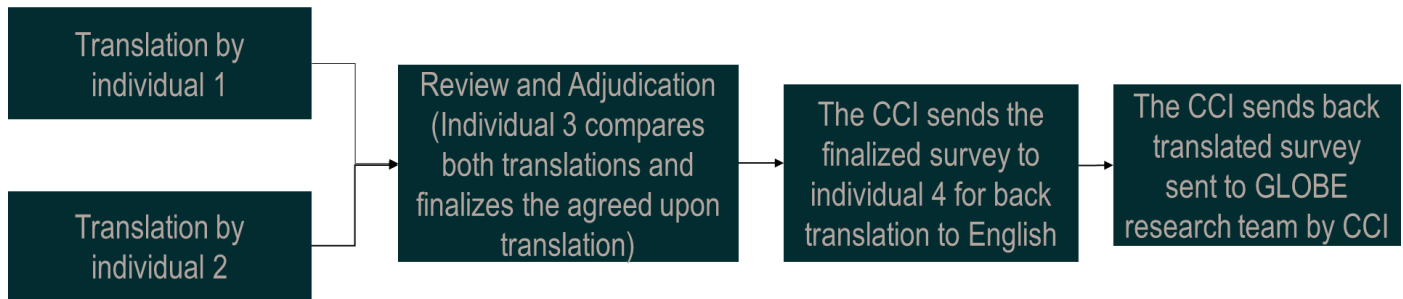 Translation by
individual 1
Translation by
individual 2
Review and Adjudication
(Individual 3 compares
both translations and
finalizes the agreed upon
translation)
The CCI sends the
finalized survey to
individual 4 for back
translation to English
The CCI sends back
translated survey
sent to GLOBE
research team by CCI